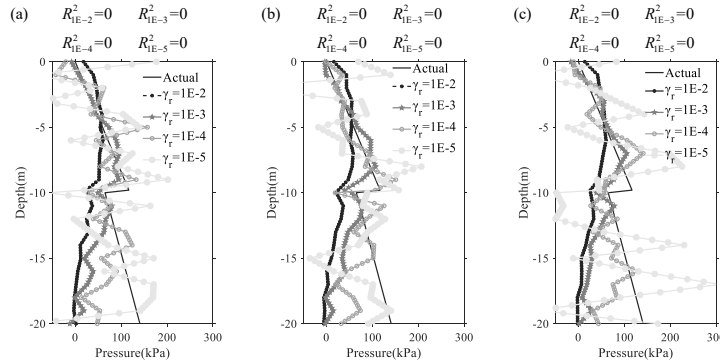 (a)
R²1E-2=0 R²1E-3=0
R²1E-4=0 R²1E-5=0
0
-5
-10
-15
-20
Depth(m)
Actual
γr=1E-2
γr=1E-3
γr=1E-4
γr=1E-5
0 100 200 300
Pressure(kPa)
(b)
R²1E-2=0 R²1E-3=0
R²1E-4=0 R²1E-5=0
0
-5
-10
-15
-20
Depth(m)
Actual
γr=1E-2
γr=1E-3
γr=1E-4
γr=1E-5
0 100 200 300
Pressure(kPa)
(c)
R²1E-2=0 R²1E-3=0
R²1E-4=0 R²1E-5=0
0
-5
-10
-15
-20
Depth(m)
Actual
γr=1E-2
γr=1E-3
γr=1E-4
γr=1E-5
0 100 200 300
Pressure(kPa)